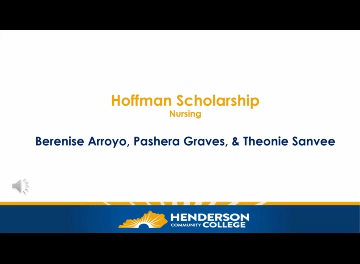 Hoffman Scholarship
Nursing
Berenise Arroyo, Pashera Graves, & Theonie Sanvee
HENDERSON
COMMUNITY COLLEGE